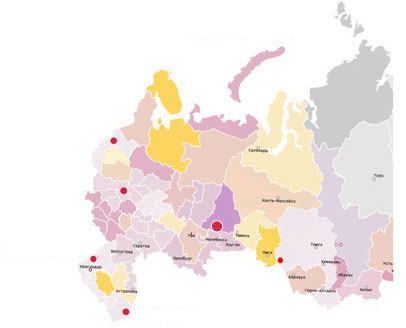 Салехард
Тура
Ханты-Мансийск
Уфа
Челябинск
Тюмень
Курган
Саратов
Волгоград
Оренбург
Омск
Томск
Кемерово
Краснодар
Астрахань
Барнаул
Абакан
Горно-Алтайск
Кызыл
Усть